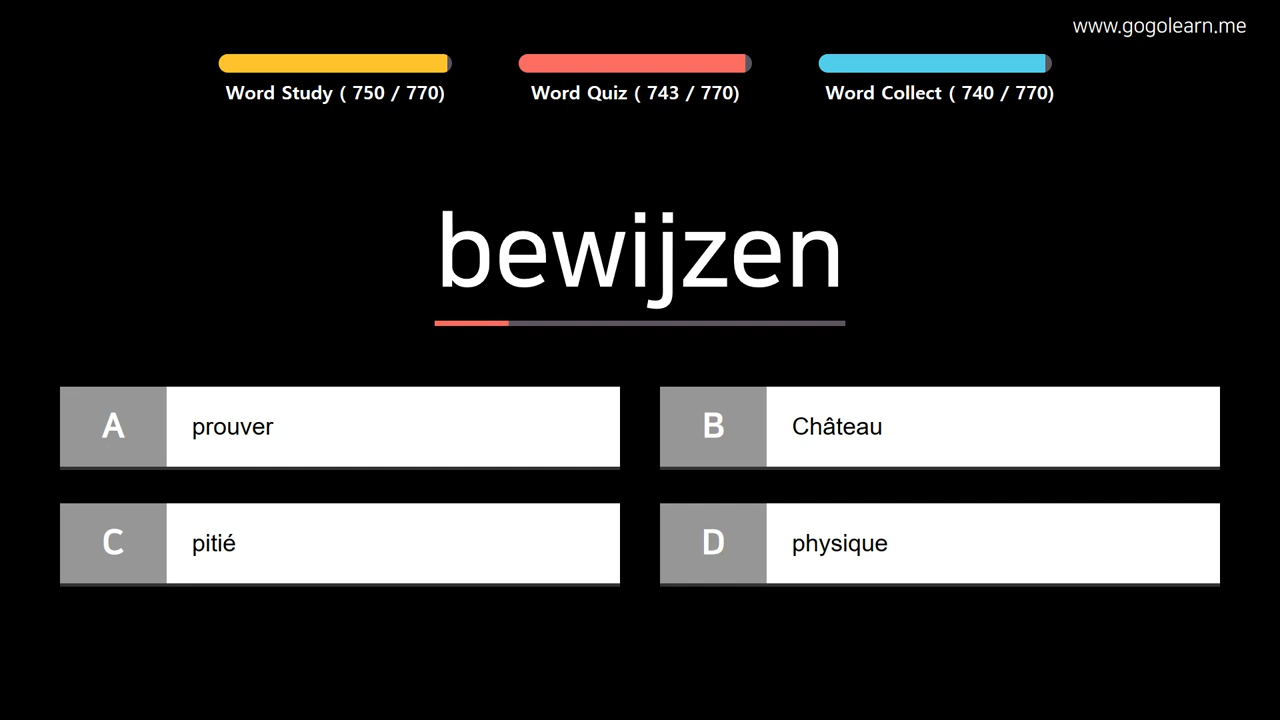 www.gogolearn.me
Word Study ( 750 / 770)
Word Quiz ( 743 / 770)
Word Collect ( 740 / 770)
bewijzen
A prouver
B Château
C pitié
D physique